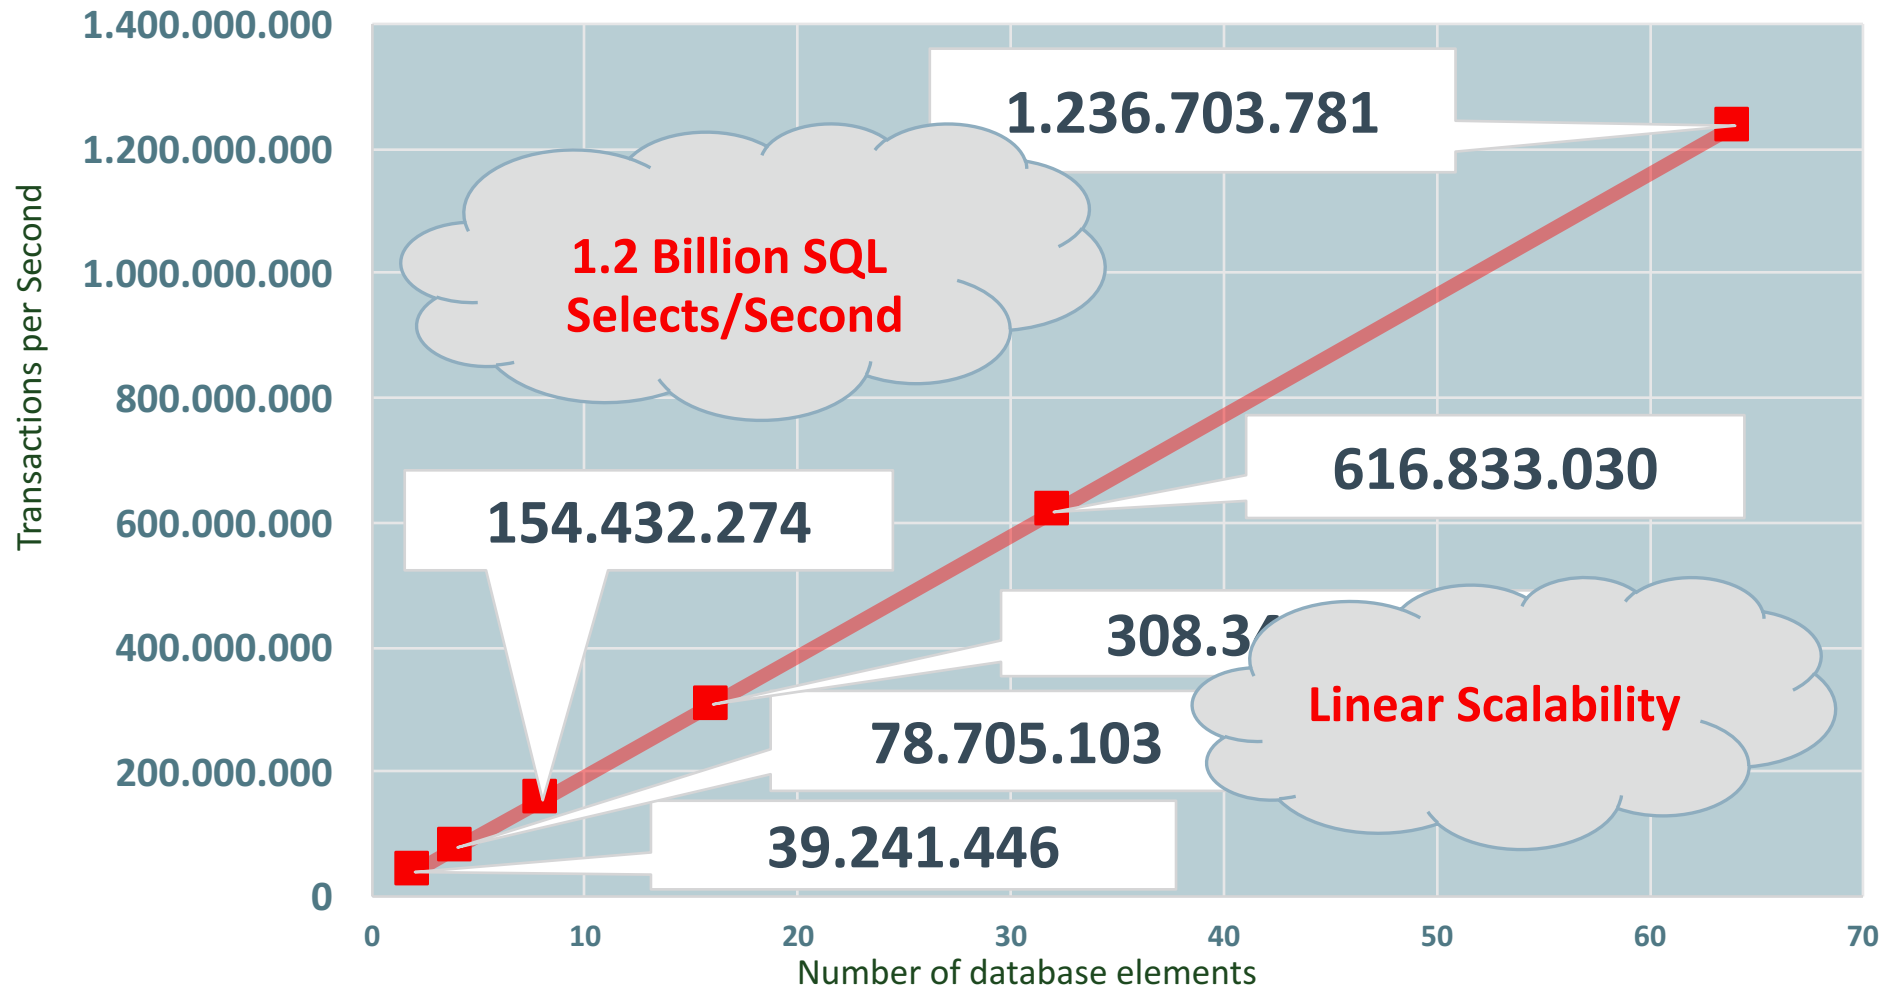 1.400.000.000
1.200.000.000
1.000.000.000
800.000.000
600.000.000
400.000.000
200.000.000
0
Transactions per Second
1.236.703.781
1.2 Billion SQL
Selects/Second
616.833.030
154.432.274
Linear Scalability
78.705.103
39.241.446
0 10 20 30 40 50 60 70
Number of database elements